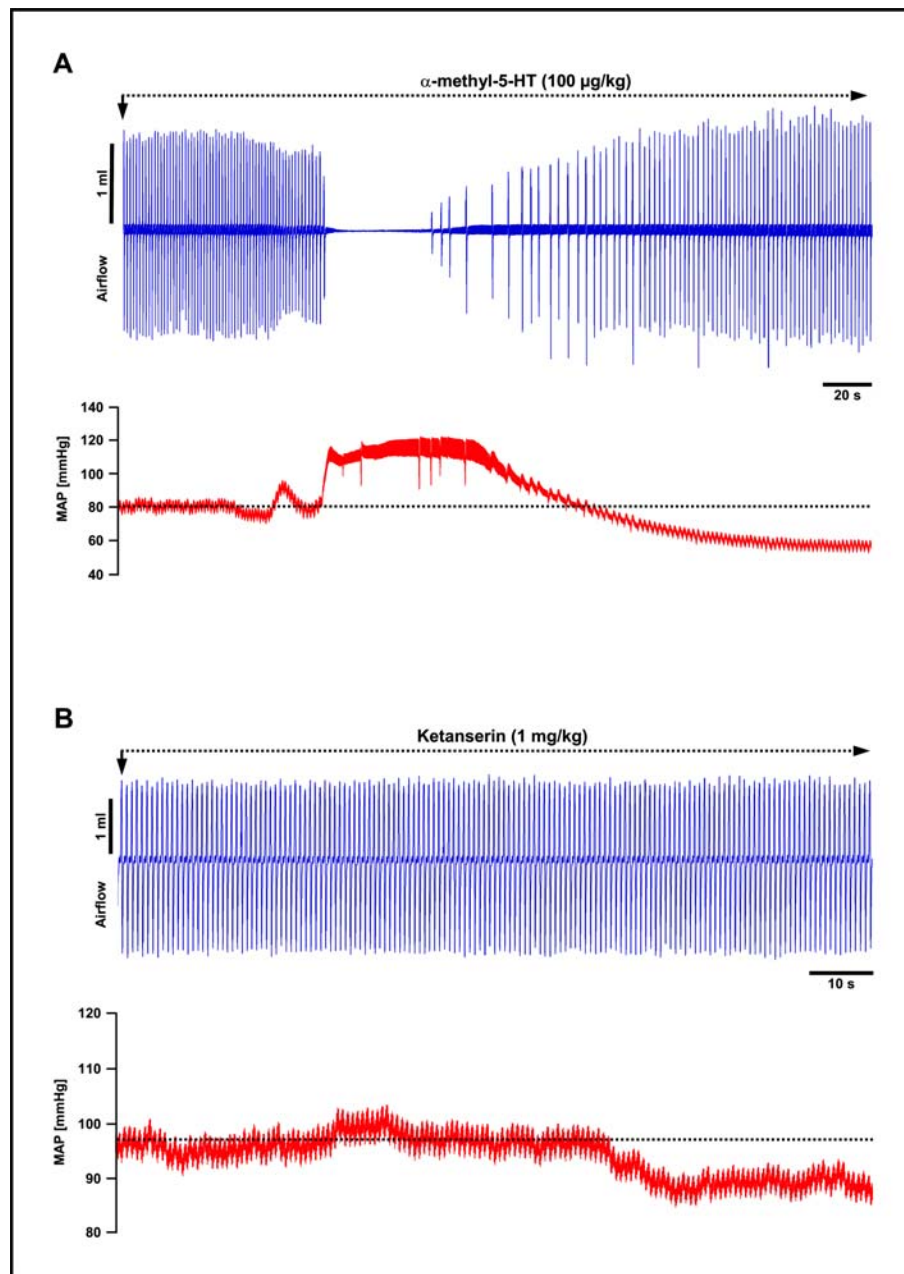 A
α-methyl-5-HT (100 µg/kg)
1 ml
Airflow
20 s
140
120
100
80
60
40
MAP [mmHg]
B
Ketanserin (1 mg/kg)
1 ml
Airflow
10 s
120
110
100
90
80
MAP [mmHg]